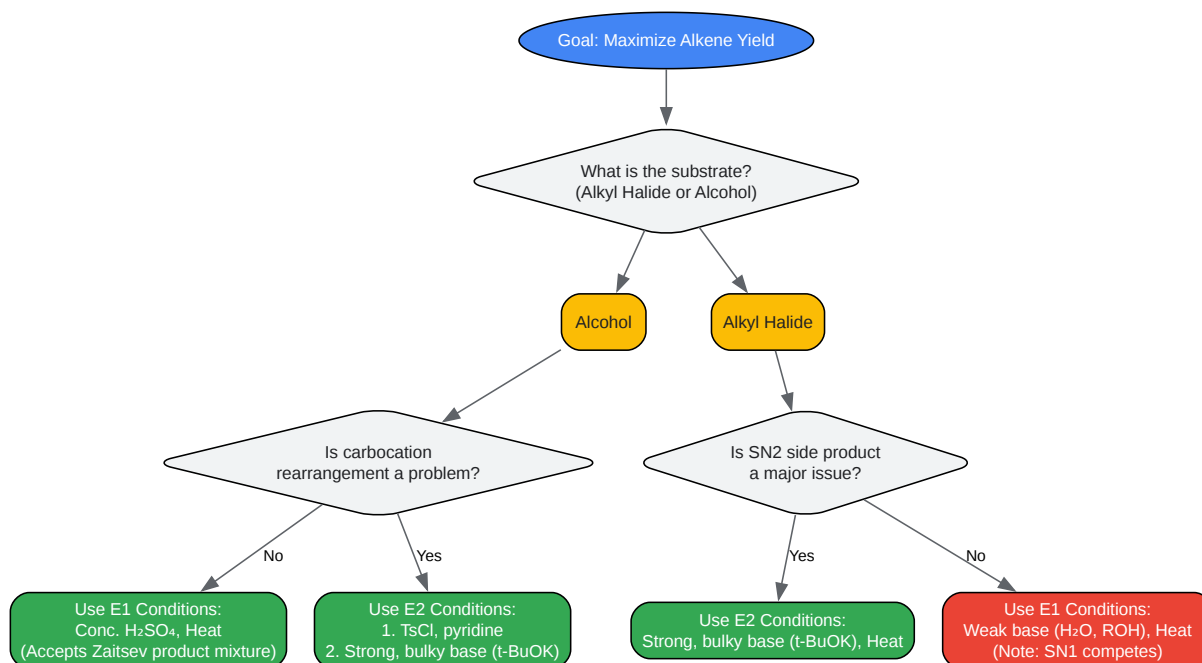 Goal: Maximize Alkene Yield
What is the substrate?
(Alkyl Halide or Alcohol)
Alcohol
Alkyl Halide
Is carbocation
rearrangement a problem?
Is SN2 side product
a major issue?
No
Yes
Yes
No
Use E1 Conditions:
Conc. H₂SO₄, Heat
(Accepts Zaitsev product mixture)
Use E2 Conditions:
1. TsCl, pyridine
2. Strong, bulky base (t-BuOK)
Use E2 Conditions:
Strong, bulky base (t-BuOK), Heat
Use E1 Conditions:
Weak base (H₂O, ROH), Heat
(Note: SN1 competes)